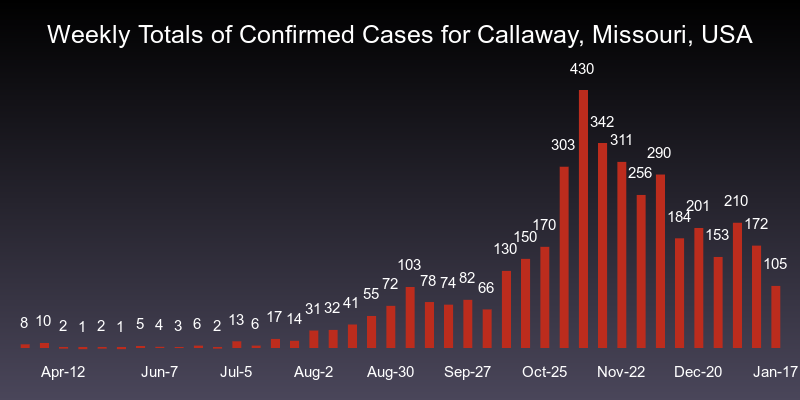 Weekly Totals of Confirmed Cases for Callaway, Missouri, USA
8 10 2 1 2 1 5 4 3 6 2 13 6 17 14 31 32 41 55 72 103 78 74 82 66 130 150 170 303 430 342 311 256 290 184 201 153 210 172 105
Apr-12 Jun-7 Jul-5 Aug-2 Aug-30 Sep-27 Oct-25 Nov-22 Dec-20 Jan-17